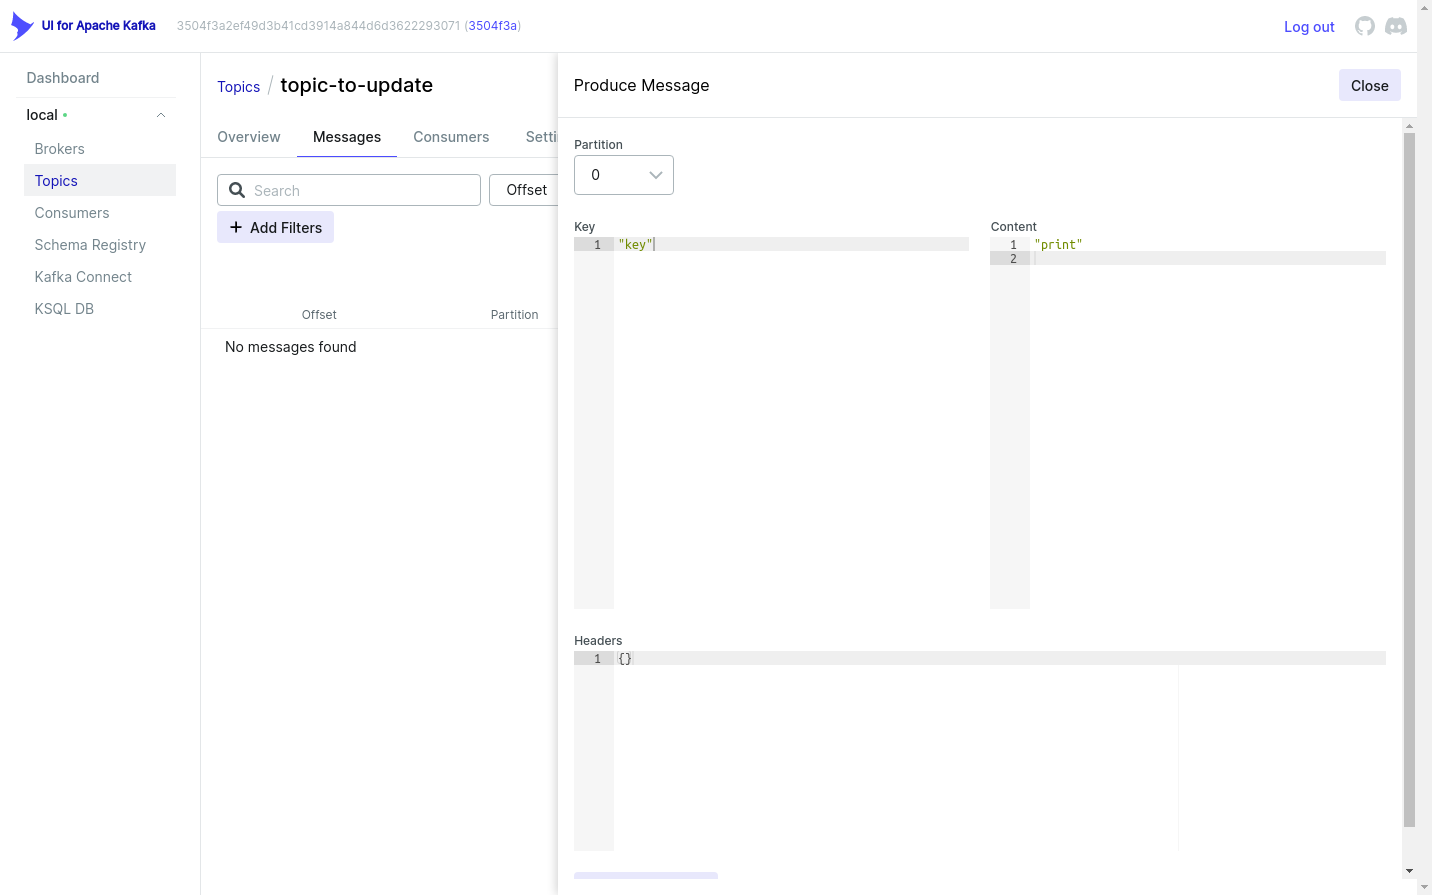 UI for Apache Kafka
3504f3a2ef49d3b41cd3914a844d6d3622293071 (3504f3a)
Log out
Dashboard
local
Brokers
Topics
Consumers
Schema Registry
Kafka Connect
KSQL DB
Topics / topic-to-update
Overview
Messages
Consumers
Setti
Search
Offset
Add Filters
Offset
Partition
No messages found
Produce Message
Close
Partition
0
Key
1 "key"
Content
1 "print"
2
Headers
1 {}